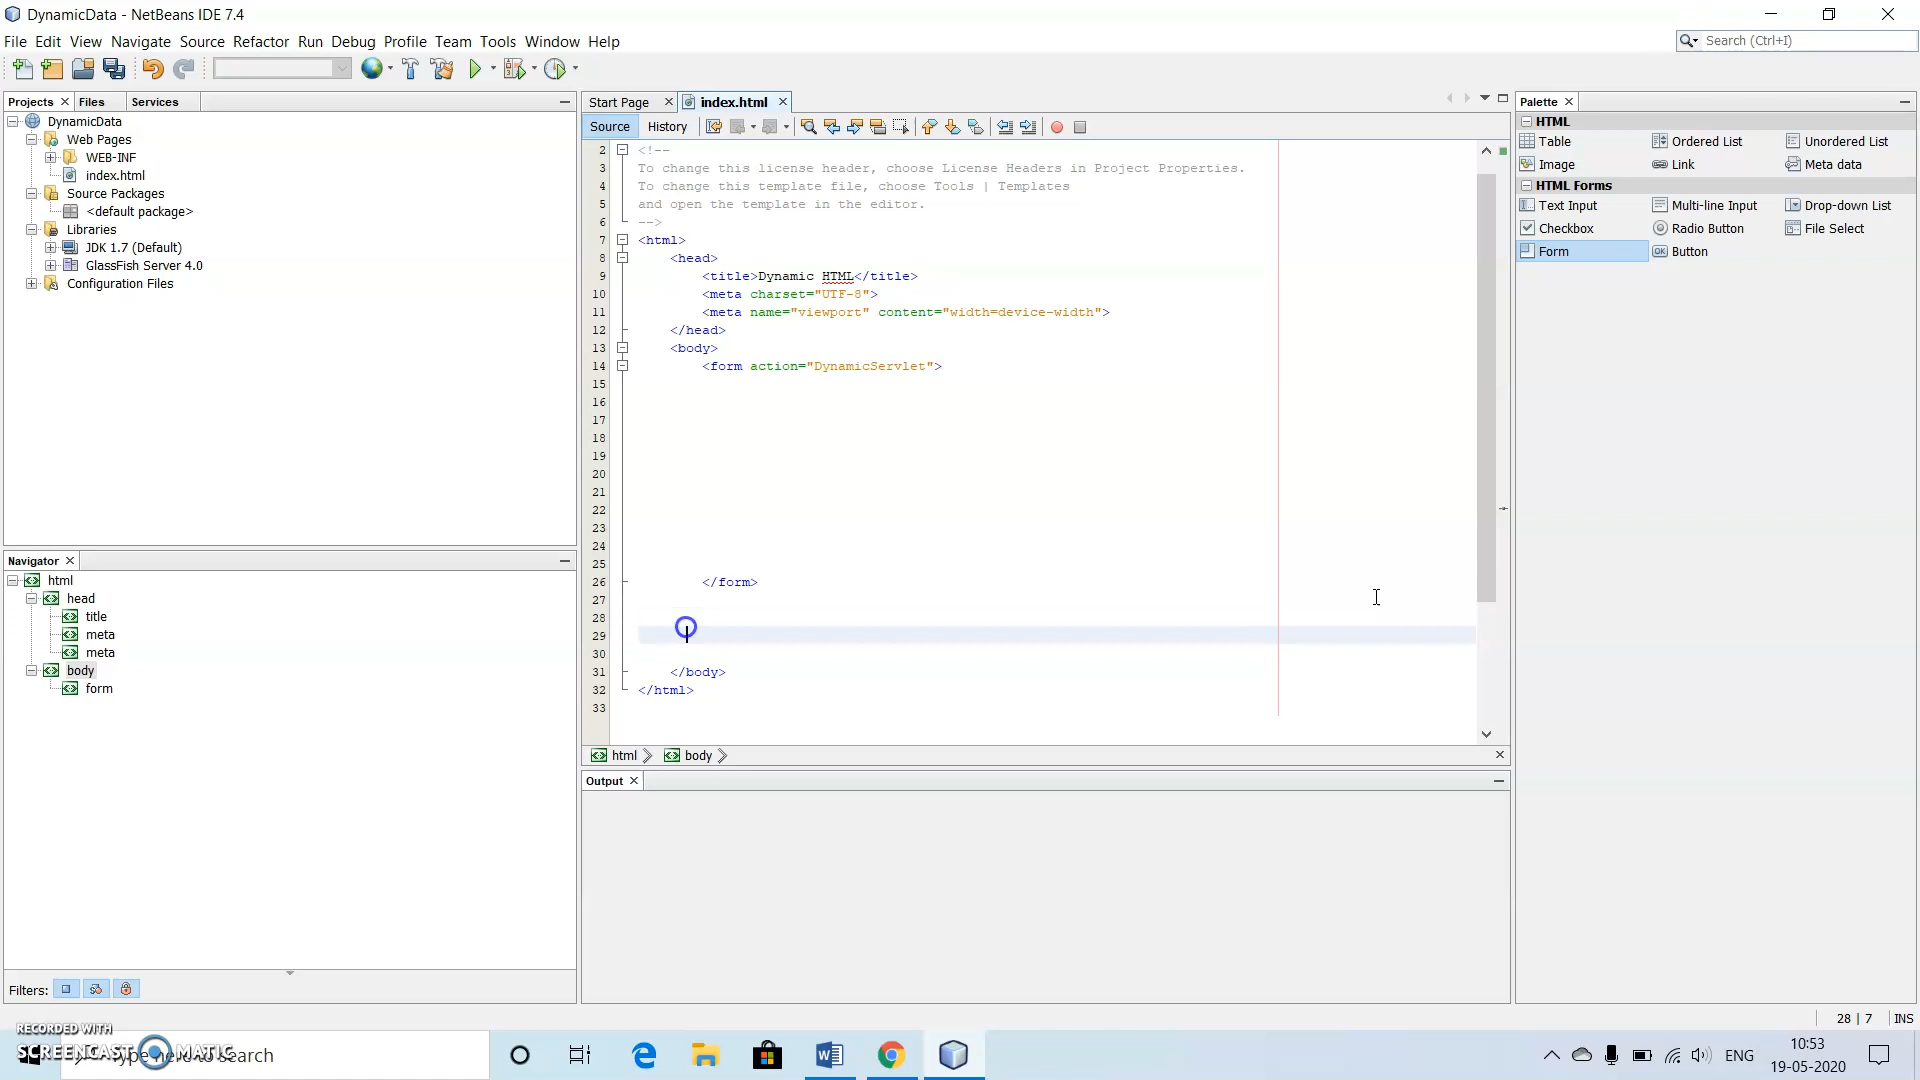 DynamicData - NetBeans IDE 7.4
File Edit View Navigate Source Refactor Run Debug Profile Team Tools Window Help
Search (Ctrl+I)
Projects Files Services
DynamicData
Web Pages
WEB-INF
index.html
Source Packages
<default package>
Libraries
JDK 1.7 (Default)
GlassFish Server 4.0
Configuration Files
Navigator
html
head
title
meta
meta
body
form
Filters:
Start Page index.html
Source History
2 <!--
3 To change this license header, choose License Headers in Project Properties.
4 To change this template file, choose Tools | Templates
5 and open the template in the editor.
6 -->
7 <html>
8 <head>
9 <title>Dynamic HTML</title>
10 <meta charset="UTF-8">
11 <meta name="viewport" content="width=device-width">
12 </head>
13 <body>
14 <form action="DynamicServlet">
15
16
17
18
19
20
21
22
23
24
25
26 </form>
27
28
29
30
31 </body>
32 </html>
33
html body
Output
Palette
HTML
Table Ordered List Unordered List
Image Link Meta data
HTML Forms
Text Input Multi-line Input Drop-down List
Checkbox Radio Button File Select
Form Button
28 | 7 INS
RECORDED WITH
SCREENCAST MATIC
Type here to search
ENG
10:53
19-05-2020